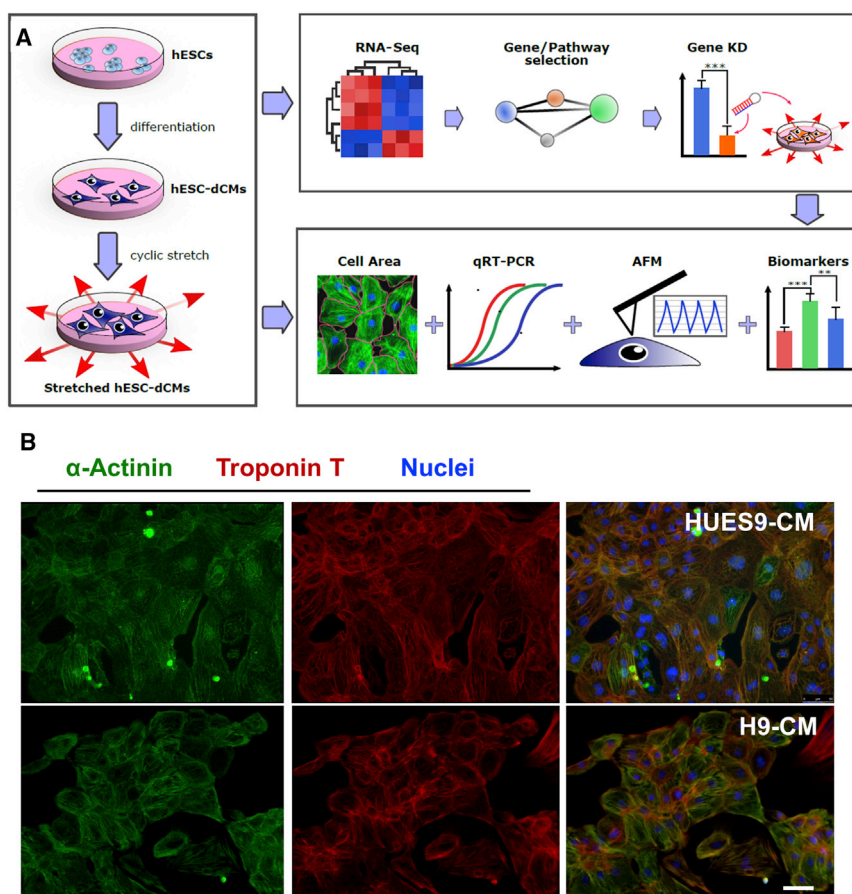 A
hESCs
differentiation
hESC-dCMs
cyclic stretch
Stretched hESC-dCMs
RNA-Seq
Gene/Pathway
selection
Gene KD
***
Cell Area
qRT-PCR
AFM
Biomarkers
+
+
+
***
**
B
α-Actinin Troponin T Nuclei
HUES9-CM
H9-CM